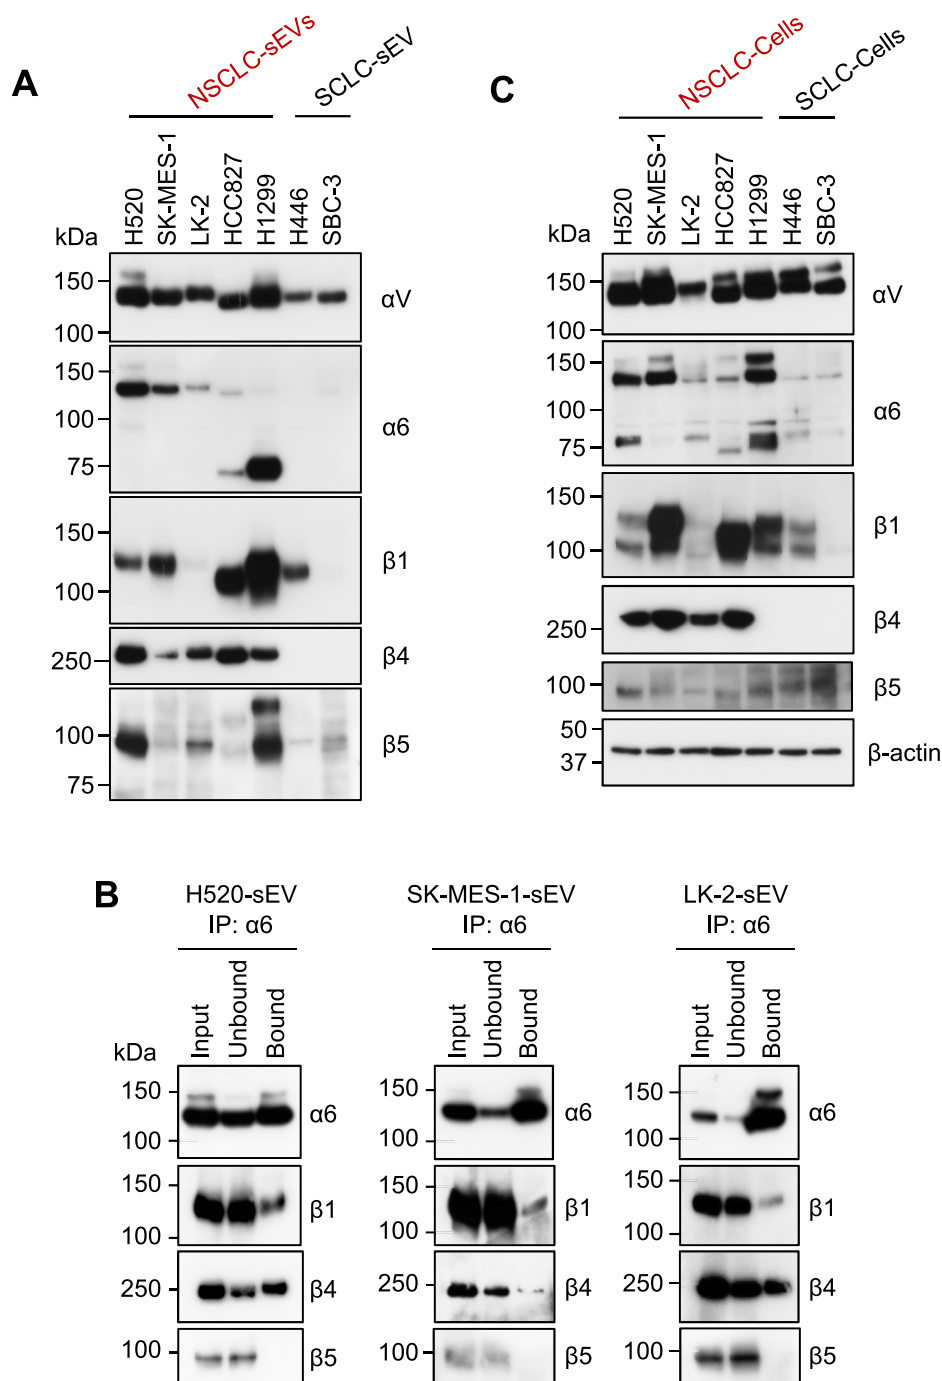 A
NSCLC-sEVs
SCLC-sEV
kDa
H520
SK-MES-1
LK-2
HCC827
H1299
H446
SBC-3
150
100
αV
150
100
75
α6
150
100
β1
250
β4
100
75
β5
C
NSCLC-Cells
SCLC-Cells
kDa
H520
SK-MES-1
LK-2
HCC827
H1299
H446
SBC-3
150
100
αV
150
100
75
α6
150
100
β1
250
β4
100
β5
50
37
β-actin
B
H520-sEV
IP: α6
kDa
Input
Unbound
Bound
150
100
α6
150
100
β1
250
β4
100
β5
SK-MES-1-sEV
IP: α6
Input
Unbound
Bound
150
100
α6
150
100
β1
250
β4
100
β5
LK-2-sEV
IP: α6
Input
Unbound
Bound
150
100
α6
150
100
β1
250
β4
100
β5